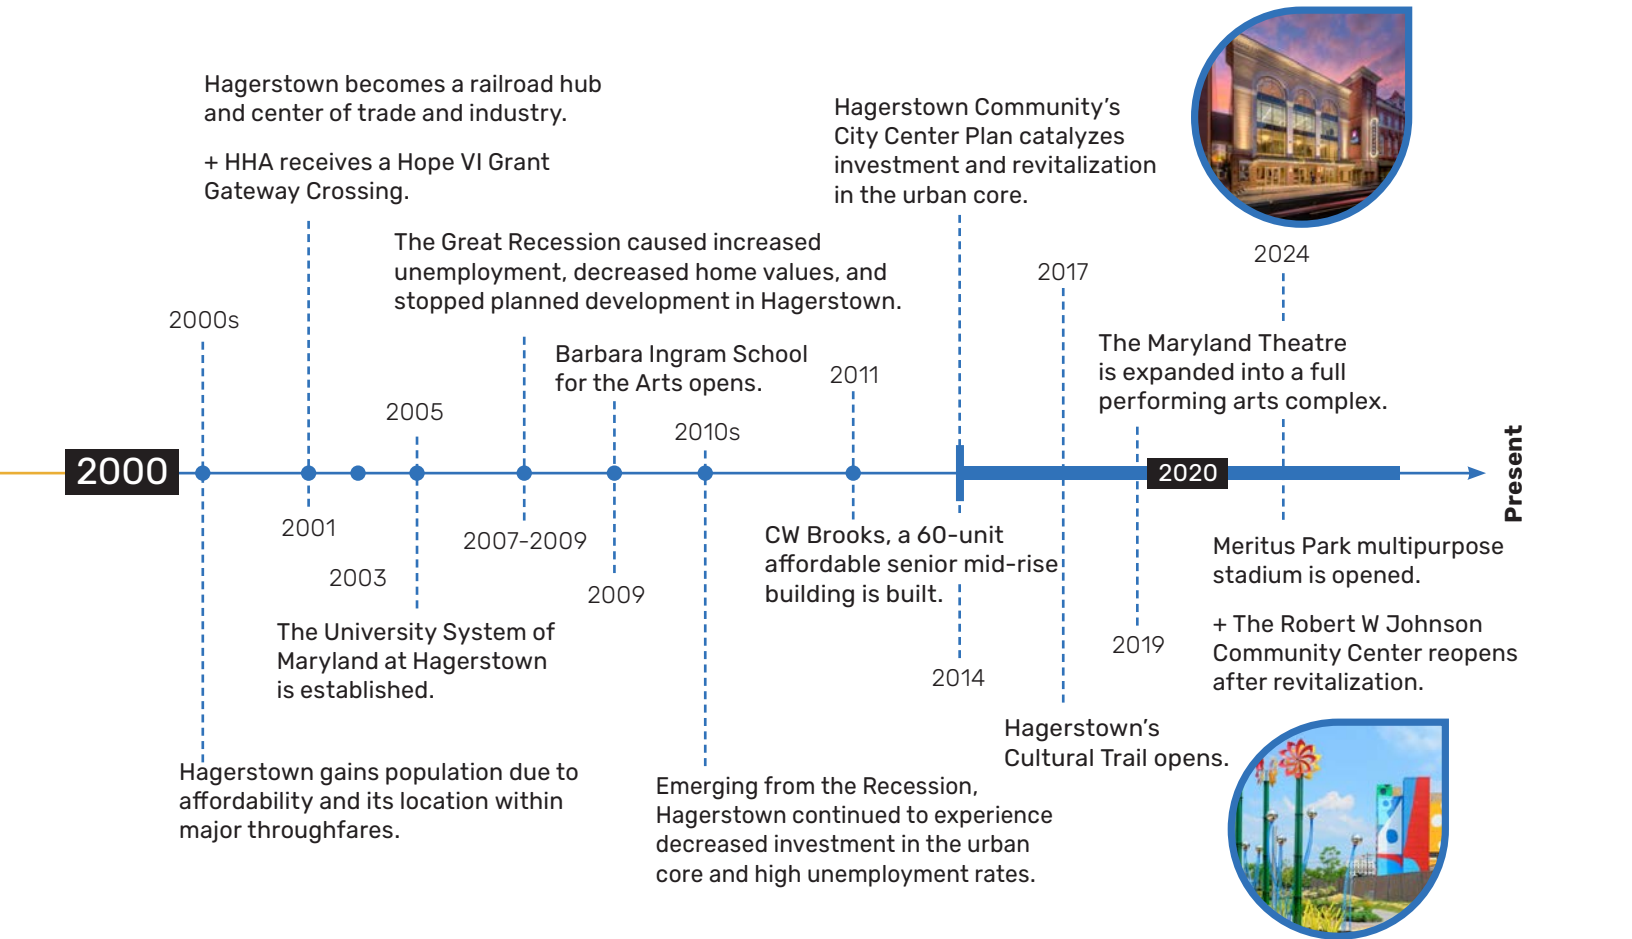 Hagerstown becomes a railroad hub
and center of trade and industry.
+ HHA receives a Hope VI Grant
Gateway Crossing.
Hagerstown Community’s
City Center Plan catalyzes
investment and revitalization
in the urban core.
The Great Recession caused increased
unemployment, decreased home values, and
stopped planned development in Hagerstown.
2017
2024
2000s
Barbara Ingram School
for the Arts opens.
2011
The Maryland Theatre
is expanded into a full
performing arts complex.
2005
2010s
2000
2020
Present
2001
2007-2009
2003
2009
CW Brooks, a 60-unit
affordable senior mid-rise
building is built.
Meritus Park multipurpose
stadium is opened.
The University System of
Maryland at Hagerstown
is established.
2014
2019
+ The Robert W Johnson
Community Center reopens
after revitalization.
Hagerstown’s
Cultural Trail opens.
Hagerstown gains population due to
affordability and its location within
major throughfares.
Emerging from the Recession,
Hagerstown continued to experience
decreased investment in the urban
core and high unemployment rates.